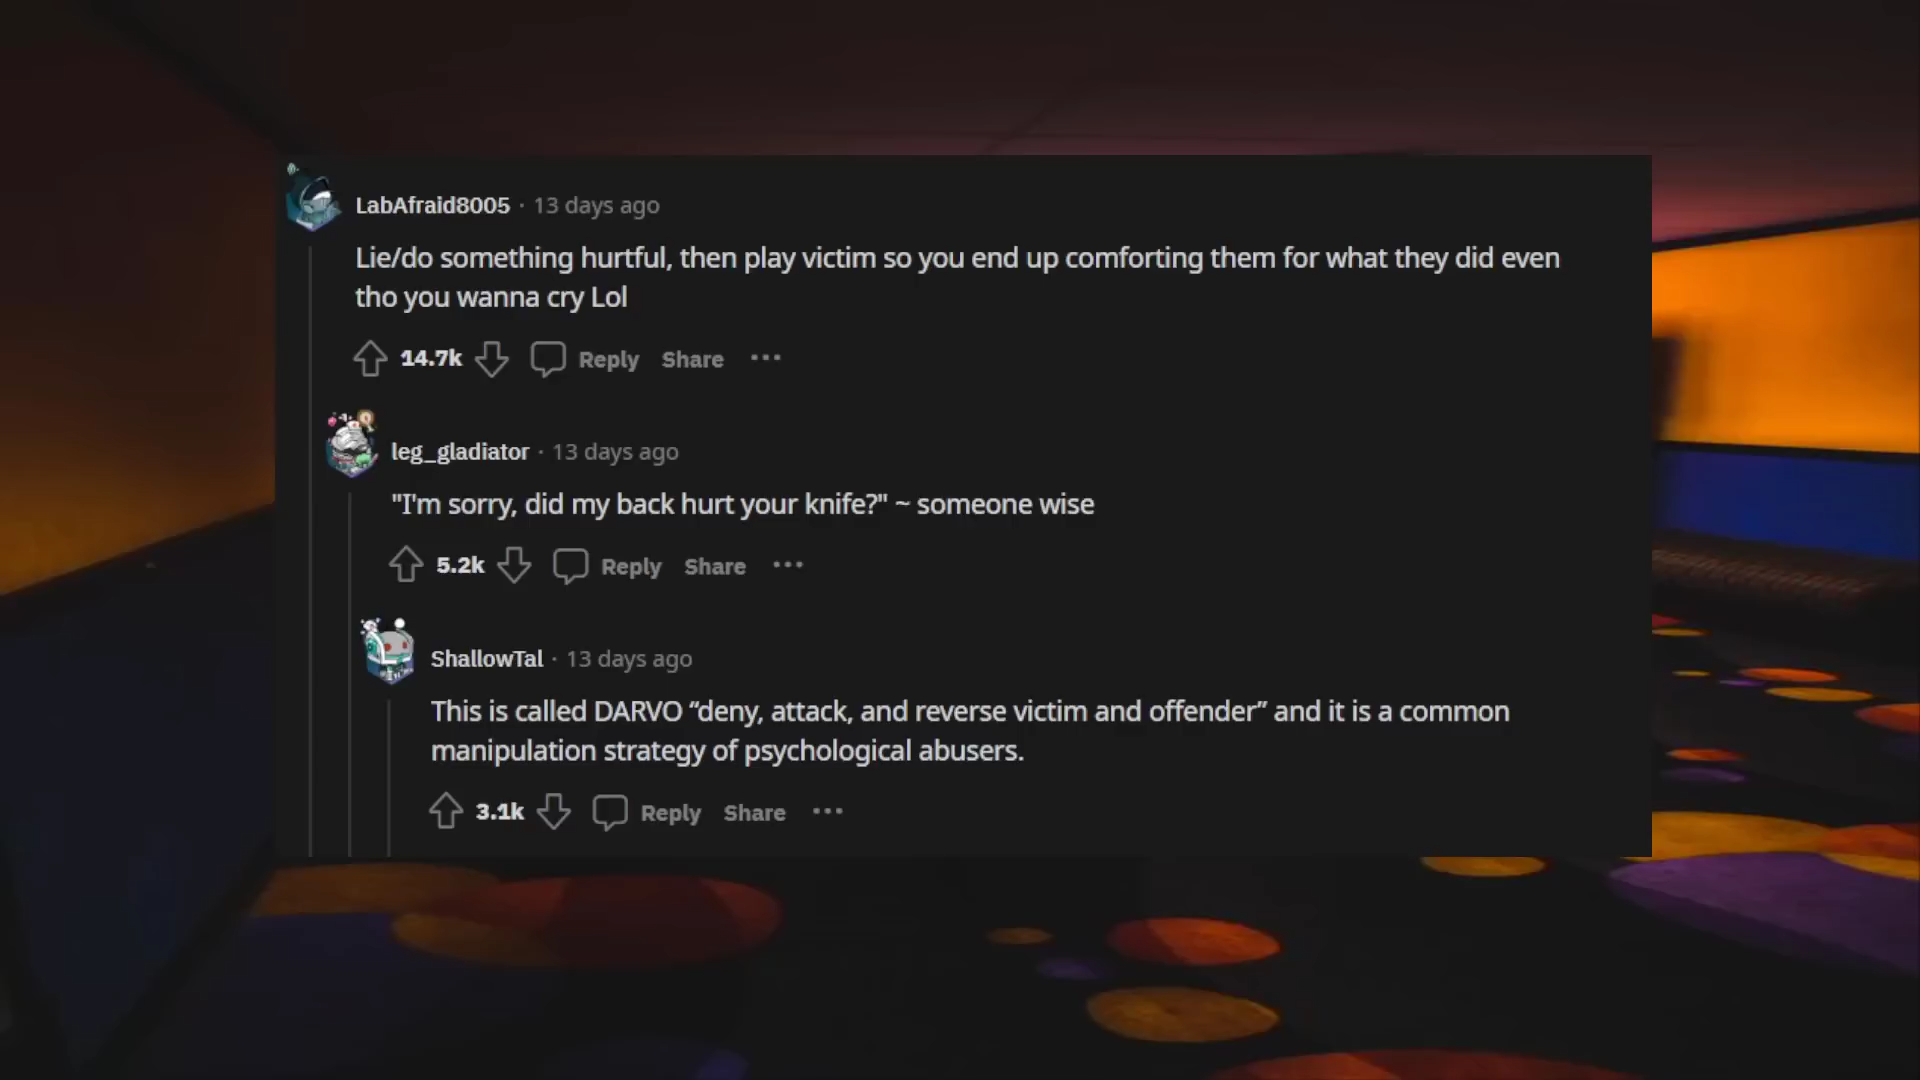 LabAfraid8005 · 13 days ago
Lie/do something hurtful, then play victim so you end up comforting them for what they did even
tho you wanna cry Lol
14.7k Reply Share ···
leg_gladiator · 13 days ago
"I'm sorry, did my back hurt your knife?" ~ someone wise
5.2k Reply Share ···
ShallowTal · 13 days ago
This is called DARVO “deny, attack, and reverse victim and offender” and it is a common
manipulation strategy of psychological abusers.
3.1k Reply Share ···